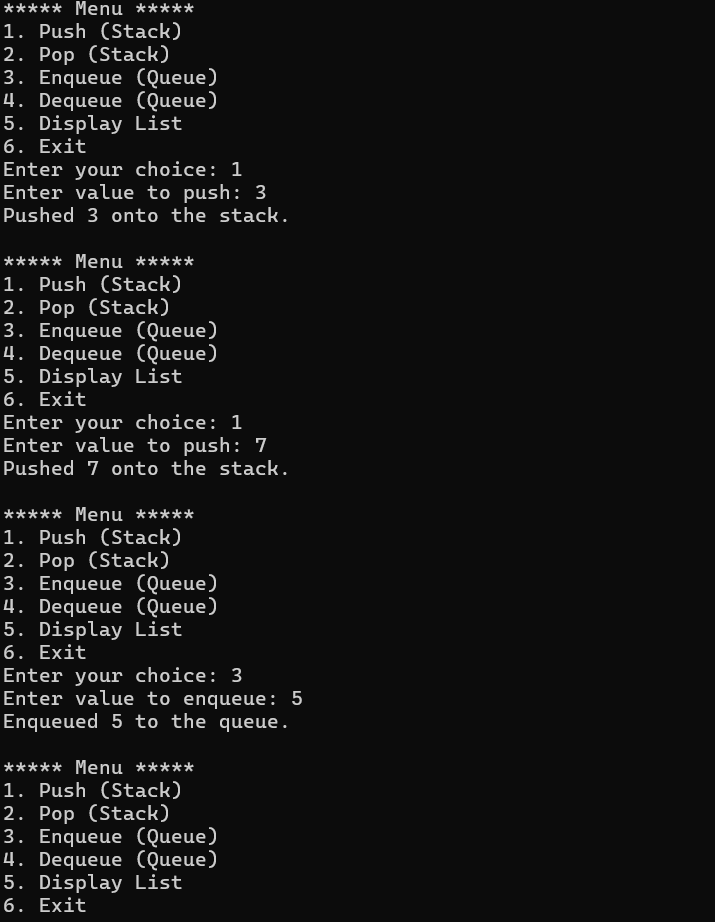 ***** Menu *****
1. Push (Stack)
2. Pop (Stack)
3. Enqueue (Queue)
4. Dequeue (Queue)
5. Display List
6. Exit
Enter your choice: 1
Enter value to push: 3
Pushed 3 onto the stack.

***** Menu *****
1. Push (Stack)
2. Pop (Stack)
3. Enqueue (Queue)
4. Dequeue (Queue)
5. Display List
6. Exit
Enter your choice: 1
Enter value to push: 7
Pushed 7 onto the stack.

***** Menu *****
1. Push (Stack)
2. Pop (Stack)
3. Enqueue (Queue)
4. Dequeue (Queue)
5. Display List
6. Exit
Enter your choice: 3
Enter value to enqueue: 5
Enqueued 5 to the queue.

***** Menu *****
1. Push (Stack)
2. Pop (Stack)
3. Enqueue (Queue)
4. Dequeue (Queue)
5. Display List
6. Exit